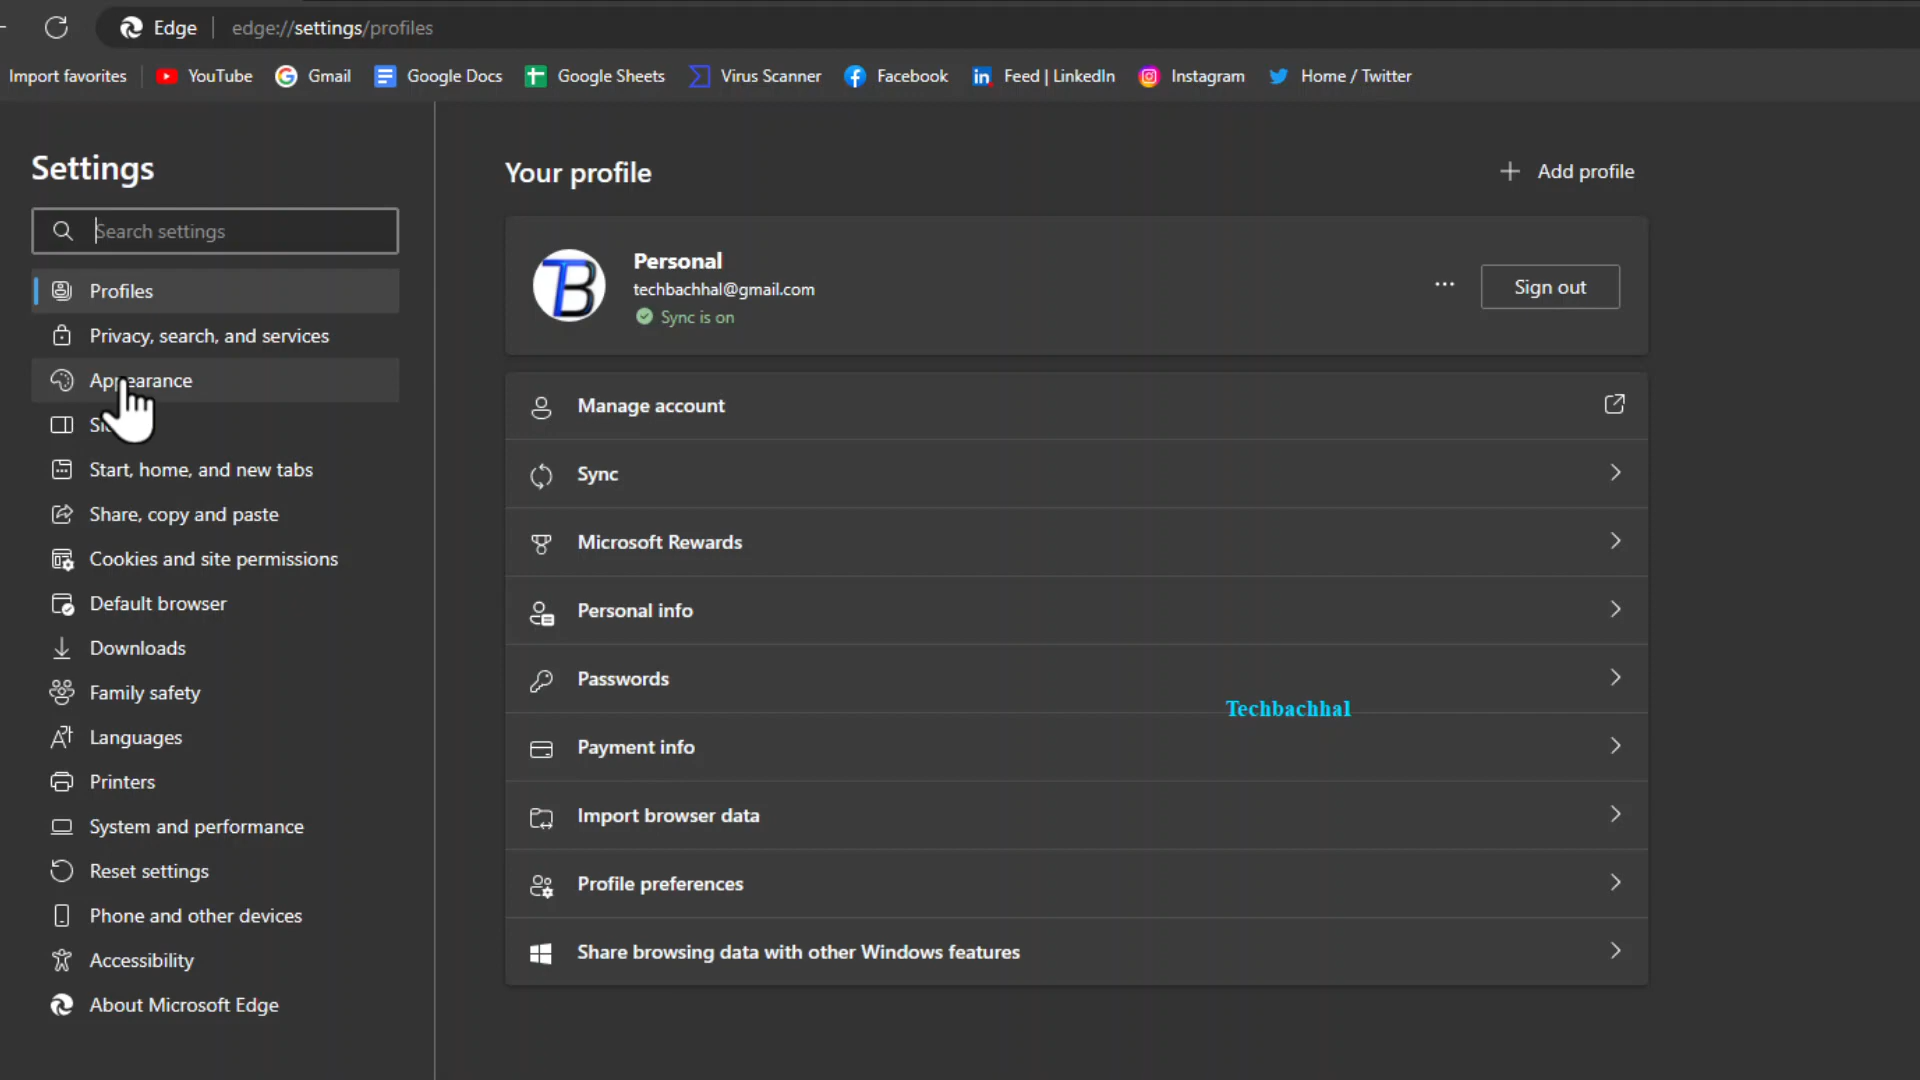 Edge edge://settings/profiles
Import favorites YouTube Gmail Google Docs Google Sheets Virus Scanner Facebook Feed | LinkedIn Instagram Home / Twitter
Settings
Search settings
Profiles
Privacy, search, and services
Appearance
Start, home, and new tabs
Share, copy and paste
Cookies and site permissions
Default browser
Downloads
Family safety
Languages
Printers
System and performance
Reset settings
Phone and other devices
Accessibility
About Microsoft Edge
Your profile
Add profile
TB
Personal
techbachhal@gmail.com
Sync is on
Sign out
Manage account
Sync
Microsoft Rewards
Personal info
Passwords
Techbachhal
Payment info
Import browser data
Profile preferences
Share browsing data with other Windows features